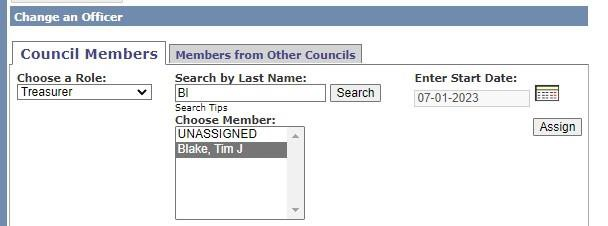 Change an Officer
Council Members
Members from Other Councils
Choose a Role:
Search by Last Name:
Enter Start Date:
Treasurer
Bl
Search
07-01-2023
Search Tips
Choose Member:
Assign
UNASSIGNED
Blake, Tim J